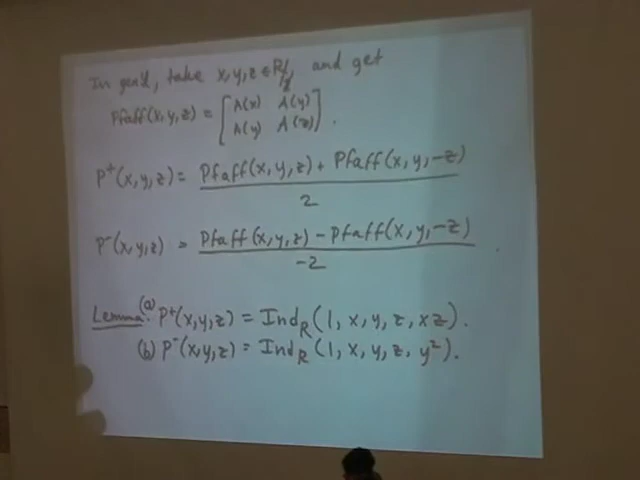 In gen'l, take x,y,z ∈ R/ℤ, and get
Pfaff(x,y,z) = [ Λ(x) Λ(y)
Λ(y) Λ(z) ].
P⁺(x,y,z) = Pfaff(x,y,z) + Pfaff(x,y,-z)
2
P⁻(x,y,z) = Pfaff(x,y,z) - Pfaff(x,y,-z)
-2
Lemma: (a) P⁺(x,y,z) = Ind_R (1, x, y, z, xz).
(b) P⁻(x,y,z) = Ind_R (1, x, y, z, y²).